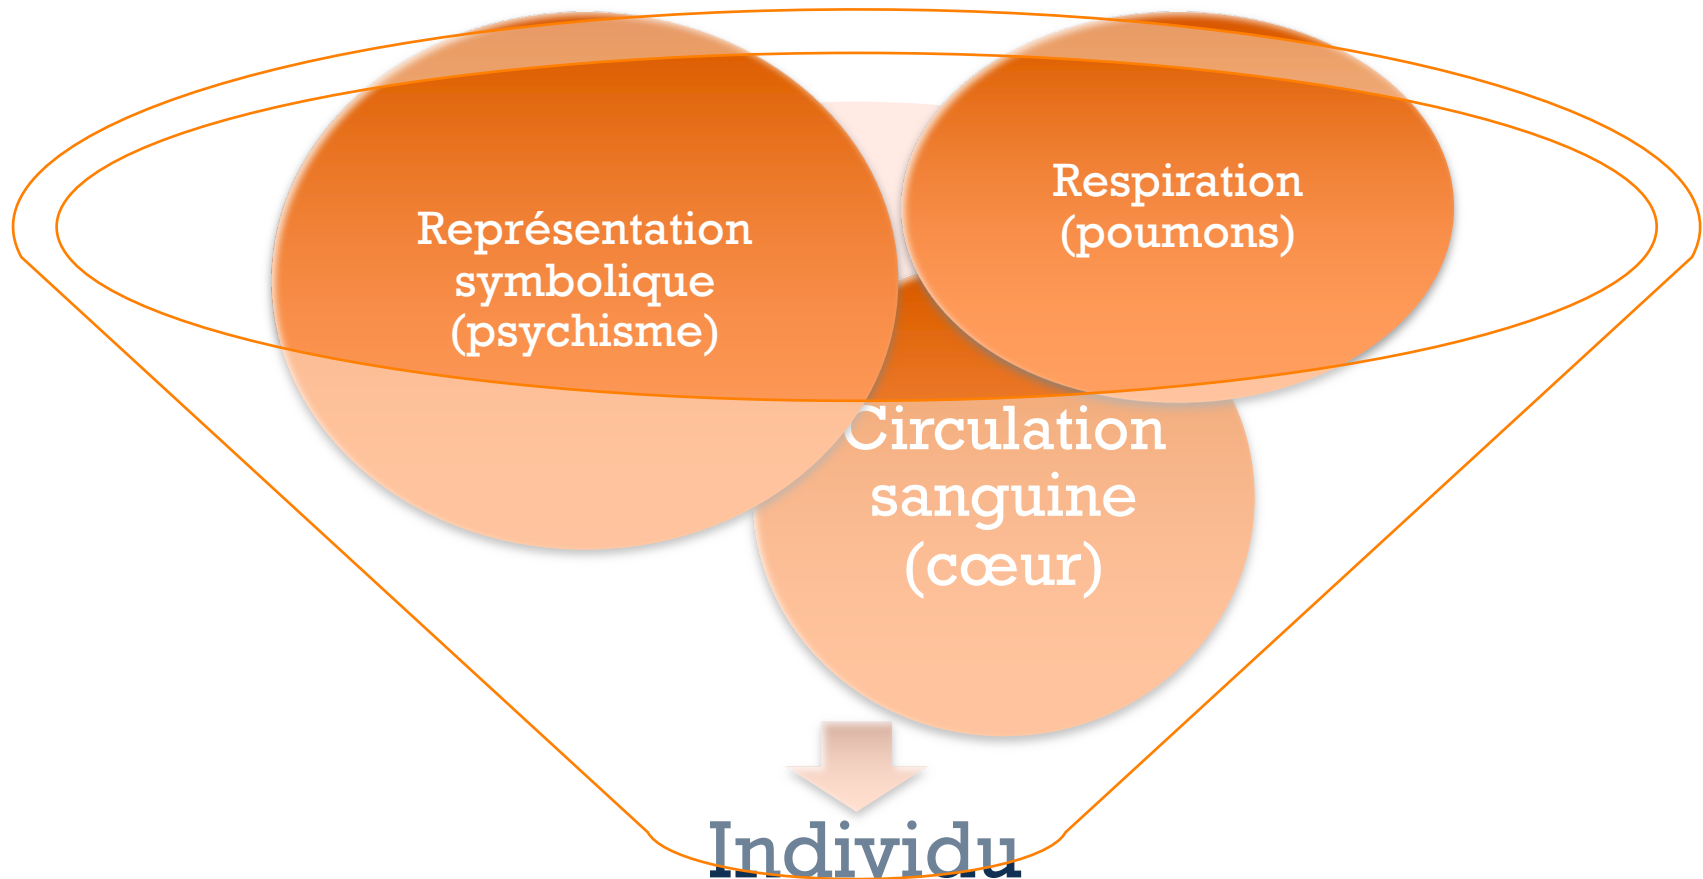 Représentation
symbolique
(psychisme)
Respiration
(poumons)
Circulation
sanguine
(cœur)
Individu